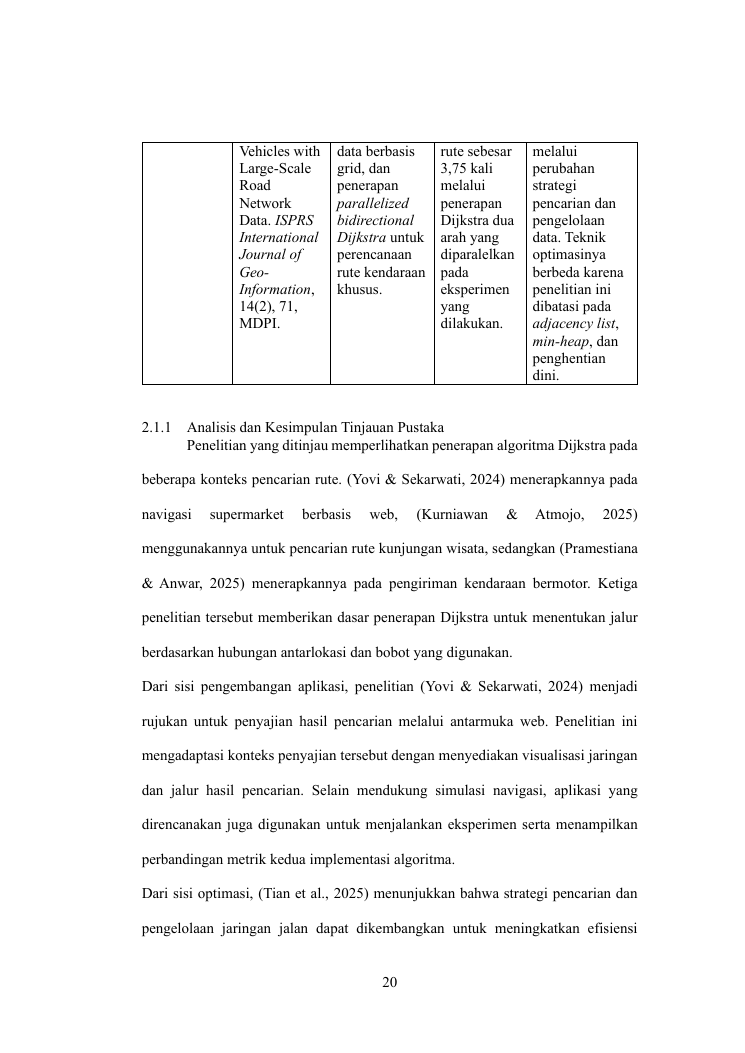 Vehicles with
Large-Scale
Road
Network
Data. ISPRS
International
Journal of
Geo-
Information,
14(2), 71,
MDPI.
data berbasis
grid, dan
penerapan
parallelized
bidirectional
Dijkstra untuk
perencanaan
rute kendaraan
khusus.
rute sebesar
3,75 kali
melalui
penerapan
Dijkstra dua
arah yang
diparalelkan
pada
eksperimen
yang
dilakukan.
melalui
perubahan
strategi
pencarian dan
pengelolaan
data. Teknik
optimasinya
berbeda karena
penelitian ini
dibatasi pada
adjacency list,
min-heap, dan
penghentian
dini.
2.1.1 Analisis dan Kesimpulan Tinjauan Pustaka
Penelitian yang ditinjau memperlihatkan penerapan algoritma Dijkstra pada
beberapa konteks pencarian rute. (Yovi & Sekarwati, 2024) menerapkannya pada
navigasi supermarket berbasis web, (Kurniawan & Atmojo, 2025)
menggunakannya untuk pencarian rute kunjungan wisata, sedangkan (Pramestiana
& Anwar, 2025) menerapkannya pada pengiriman kendaraan bermotor. Ketiga
penelitian tersebut memberikan dasar penerapan Dijkstra untuk menentukan jalur
berdasarkan hubungan antarlokasi dan bobot yang digunakan.
Dari sisi pengembangan aplikasi, penelitian (Yovi & Sekarwati, 2024) menjadi
rujukan untuk penyajian hasil pencarian melalui antarmuka web. Penelitian ini
mengadaptasi konteks penyajian tersebut dengan menyediakan visualisasi jaringan
dan jalur hasil pencarian. Selain mendukung simulasi navigasi, aplikasi yang
direncanakan juga digunakan untuk menjalankan eksperimen serta menampilkan
perbandingan metrik kedua implementasi algoritma.
Dari sisi optimasi, (Tian et al., 2025) menunjukkan bahwa strategi pencarian dan
pengelolaan jaringan jalan dapat dikembangkan untuk meningkatkan efisiensi
20